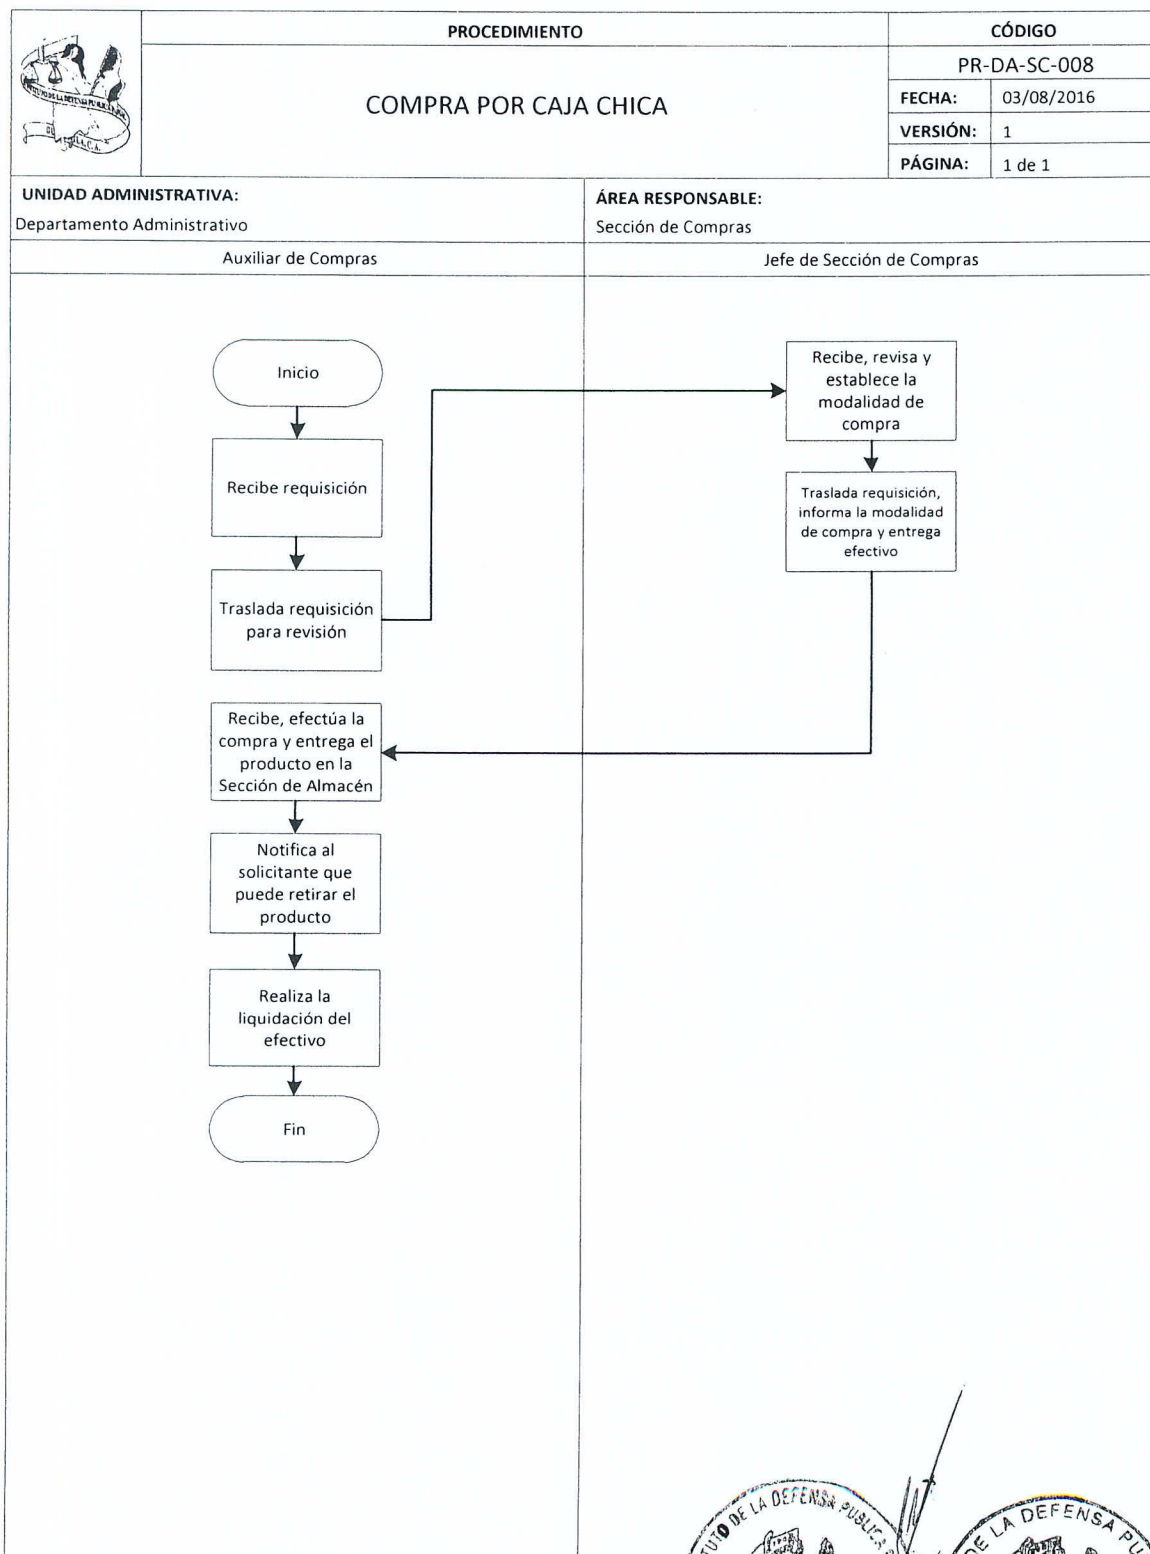 PROCEDIMIENTO
CÓDIGO
COMPRA POR CAJA CHICA
PR-DA-SC-008
FECHA: 03/08/2016
VERSIÓN: 1
PÁGINA: 1 de 1
UNIDAD ADMINISTRATIVA:
Departamento Administrativo
ÁREA RESPONSABLE:
Sección de Compras
Auxiliar de Compras
Jefe de Sección de Compras
Inicio
Recibe requisición
Traslada requisición
para revisión
Recibe, revisa y
establece la
modalidad de
compra
Traslada requisición,
informa la modalidad
de compra y entrega
efectivo
Recibe, efectúa la
compra y entrega el
producto en la
Sección de Almacén
Notifica al
solicitante que
puede retirar el
producto
Realiza la
liquidación del
efectivo
Fin
DE LA DEFENSA PUBLICA
LA DEFENSA